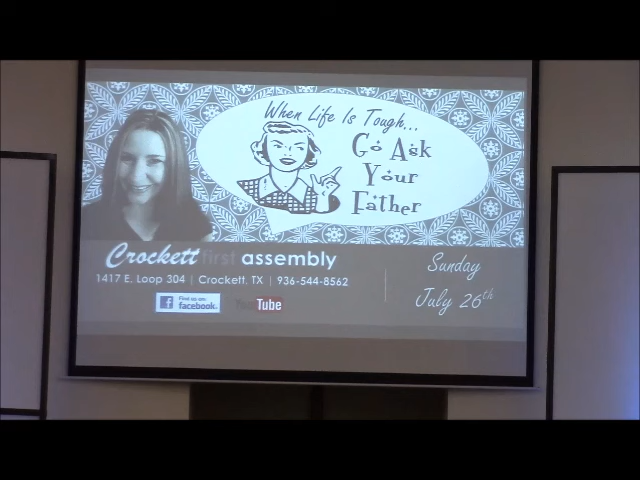 When Life Is Tough...
Go Ask
Your
Father
Crockett first assembly
1417 E. Loop 304 | Crockett, TX | 936-544-8562
Find us on:
facebook.
YouTube
Sunday
July 26th